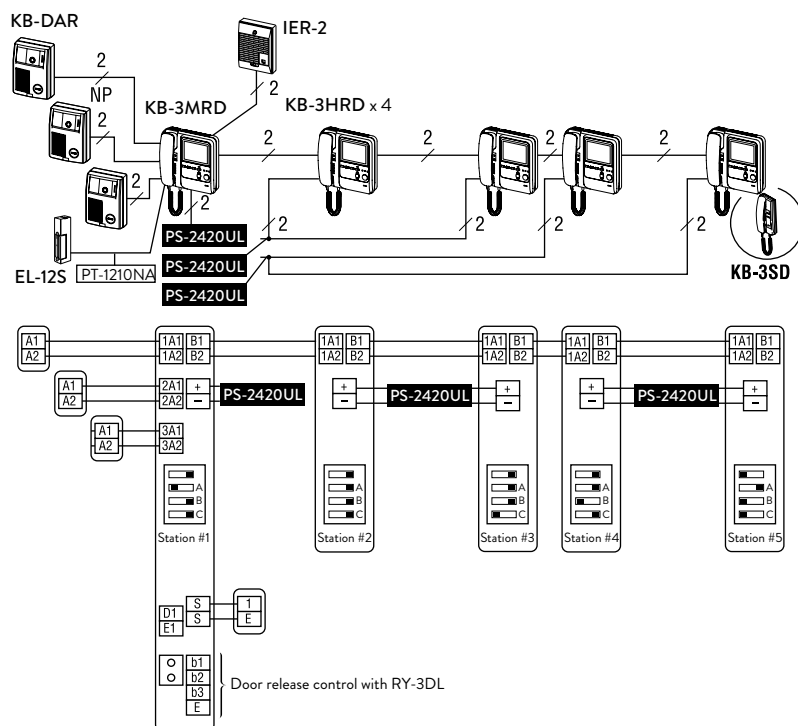 KB-DAR
IER-2
2
NP
2
KB-3MRD
KB-3HRD x 4
2
2
2
2
2
2
2
2
2
2
2
2
PS-2420UL
PS-2420UL
PS-2420UL
EL-12S
PT-1210NA
KB-3SD
A1 1A1 B1 1A1 B1 1A1 B1 1A1 B1 1A1 B1
A2 1A2 B2 1A2 B2 1A2 B2 1A2 B2 1A2 B2
A1 2A1 + + + + +
A2 2A2 − PS-2420UL − PS-2420UL − − PS-2420UL −
A1 3A1
A2 3A2
A A A A A
B B B B B
C C C C C
Station #1 Station #2 Station #3 Station #4 Station #5
D1 S 1
E1 S E
b1
b2
b3
E
Door release control with RY-3DL